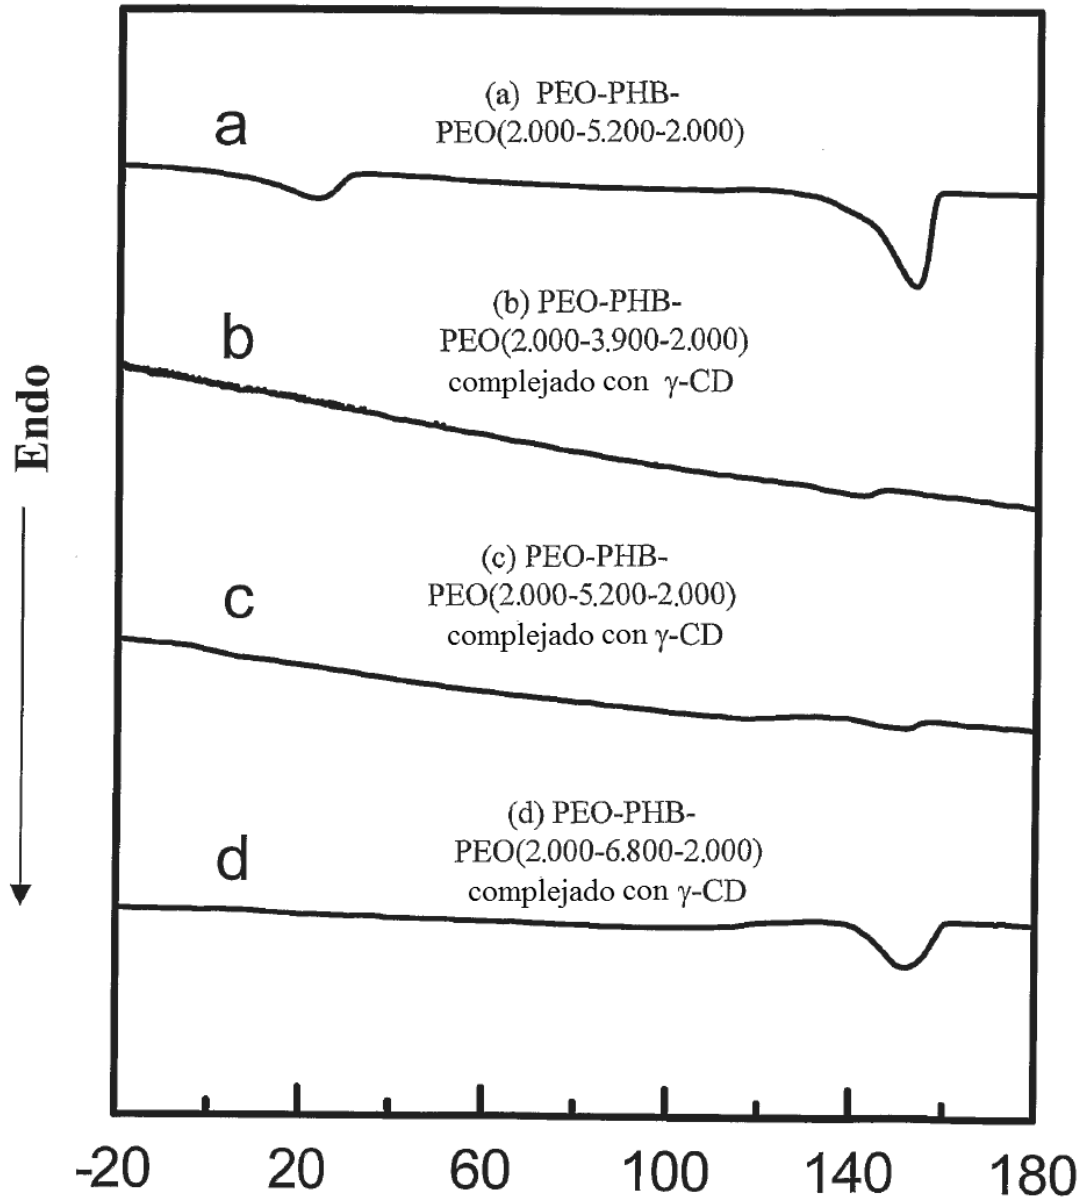 a
(a) PEO-PHB-
PEO(2.000-5.200-2.000)
b
(b) PEO-PHB-
PEO(2.000-3.900-2.000)
complejado con γ-CD
Endo
c
(c) PEO-PHB-
PEO(2.000-5.200-2.000)
complejado con γ-CD
d
(d) PEO-PHB-
PEO(2.000-6.800-2.000)
complejado con γ-CD
-20 20 60 100 140 180